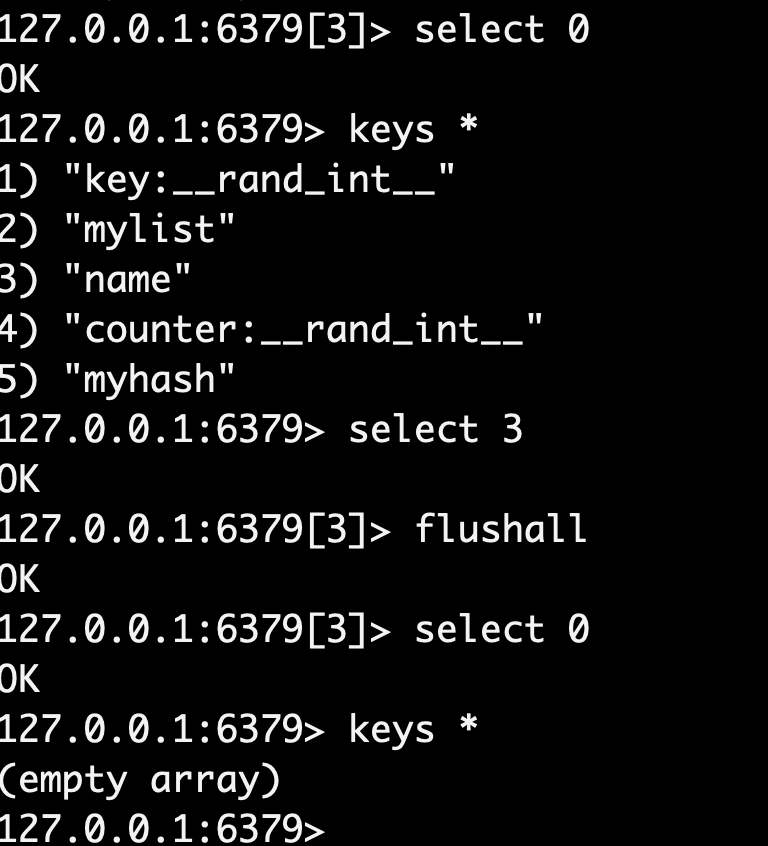 127.0.0.1:6379[3]> select 0
OK
127.0.0.1:6379> keys *
1) "key:__rand_int__"
2) "mylist"
3) "name"
4) "counter:__rand_int__"
5) "myhash"
127.0.0.1:6379> select 3
OK
127.0.0.1:6379[3]> flushall
OK
127.0.0.1:6379[3]> select 0
OK
127.0.0.1:6379> keys *
(empty array)
127.0.0.1:6379>